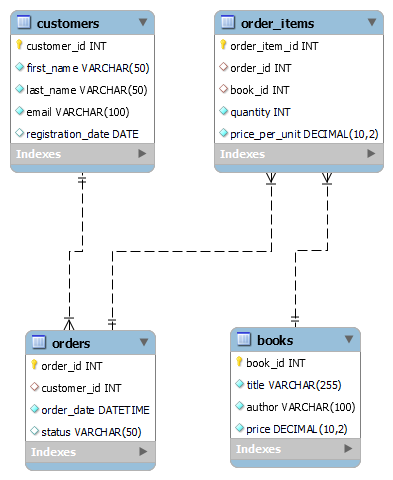 customers
customer_id INT
first_name VARCHAR(50)
last_name VARCHAR(50)
email VARCHAR(100)
registration_date DATE
Indexes
order_items
order_item_id INT
order_id INT
book_id INT
quantity INT
price_per_unit DECIMAL(10,2)
Indexes
orders
order_id INT
customer_id INT
order_date DATETIME
status VARCHAR(50)
Indexes
books
book_id INT
title VARCHAR(255)
author VARCHAR(100)
price DECIMAL(10,2)
Indexes